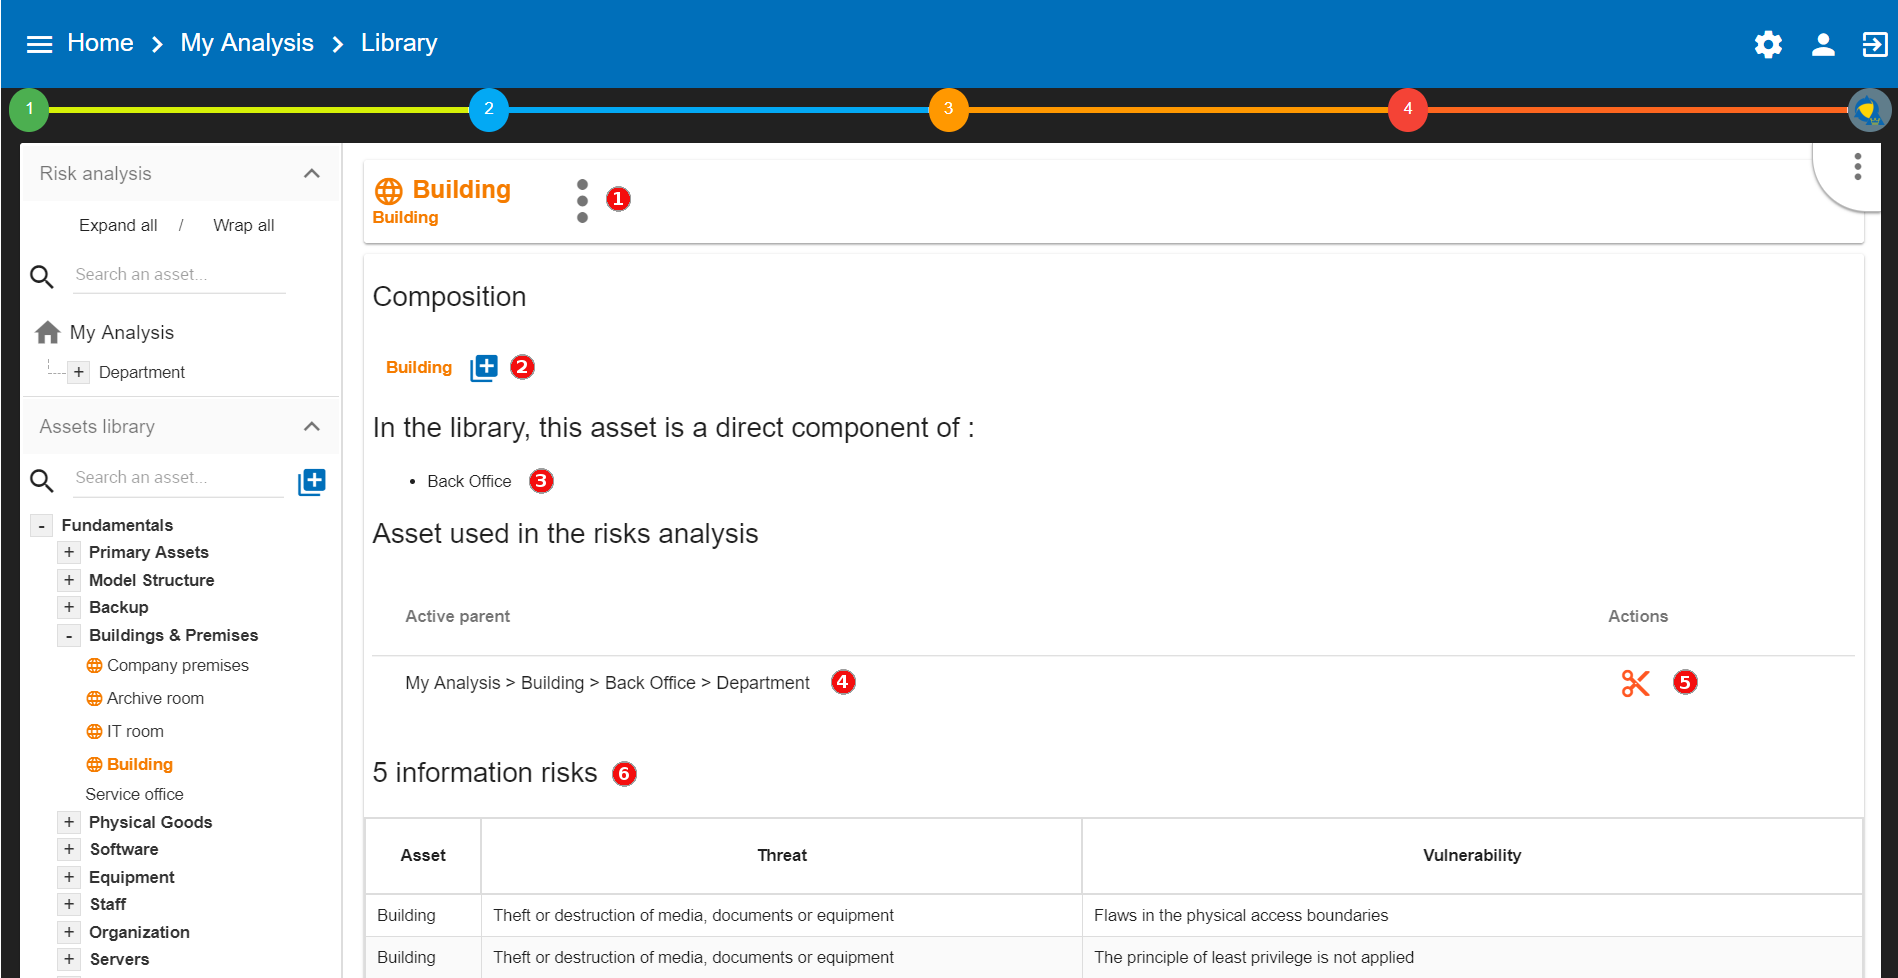 Home > My Analysis > Library
1 2 3 4
Risk analysis
Expand all / Wrap all
Search an asset...
My Analysis
+ Department
Assets library
Search an asset...
- Fundamentals
+ Primary Assets
+ Model Structure
+ Backup
- Buildings & Premises
Company premises
Archive room
IT room
Building
Service office
+ Physical Goods
+ Software
+ Equipment
+ Staff
+ Organization
+ Servers
Building 1
Building
Composition
Building 2
In the library, this asset is a direct component of :
• Back Office 3
Asset used in the risks analysis
Active parent Actions
My Analysis > Building > Back Office > Department 4 5
5 information risks 6
Asset Threat Vulnerability
Building Theft or destruction of media, documents or equipment Flaws in the physical access boundaries
Building Theft or destruction of media, documents or equipment The principle of least privilege is not applied